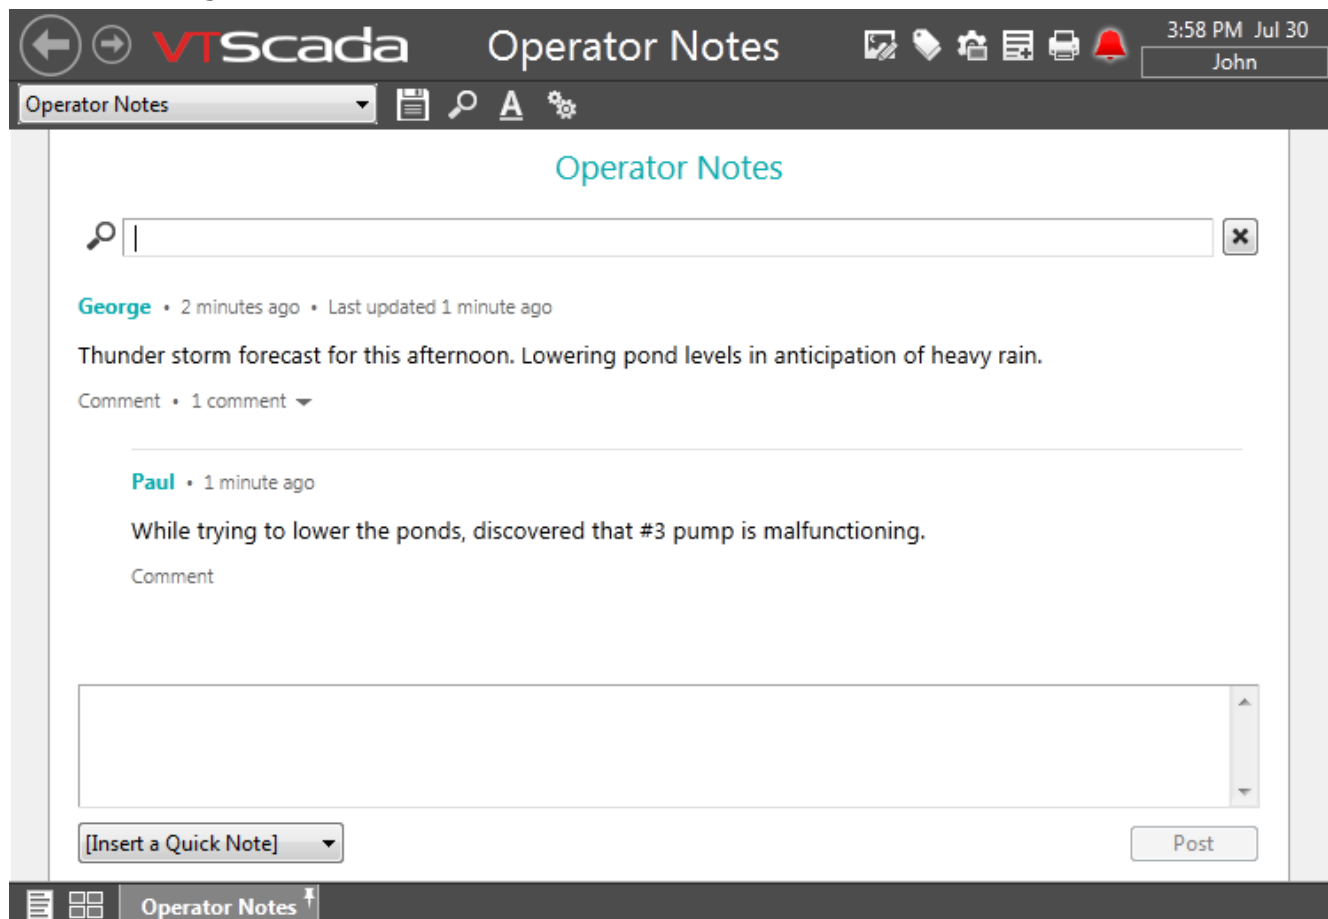 VTScada Operator Notes 3:58 PM Jul 30
John
Operator Notes A
Operator Notes
George • 2 minutes ago • Last updated 1 minute ago
Thunder storm forecast for this afternoon. Lowering pond levels in anticipation of heavy rain.
Comment • 1 comment
Paul • 1 minute ago
While trying to lower the ponds, discovered that #3 pump is malfunctioning.
Comment
[Insert a Quick Note] Post
Operator Notes